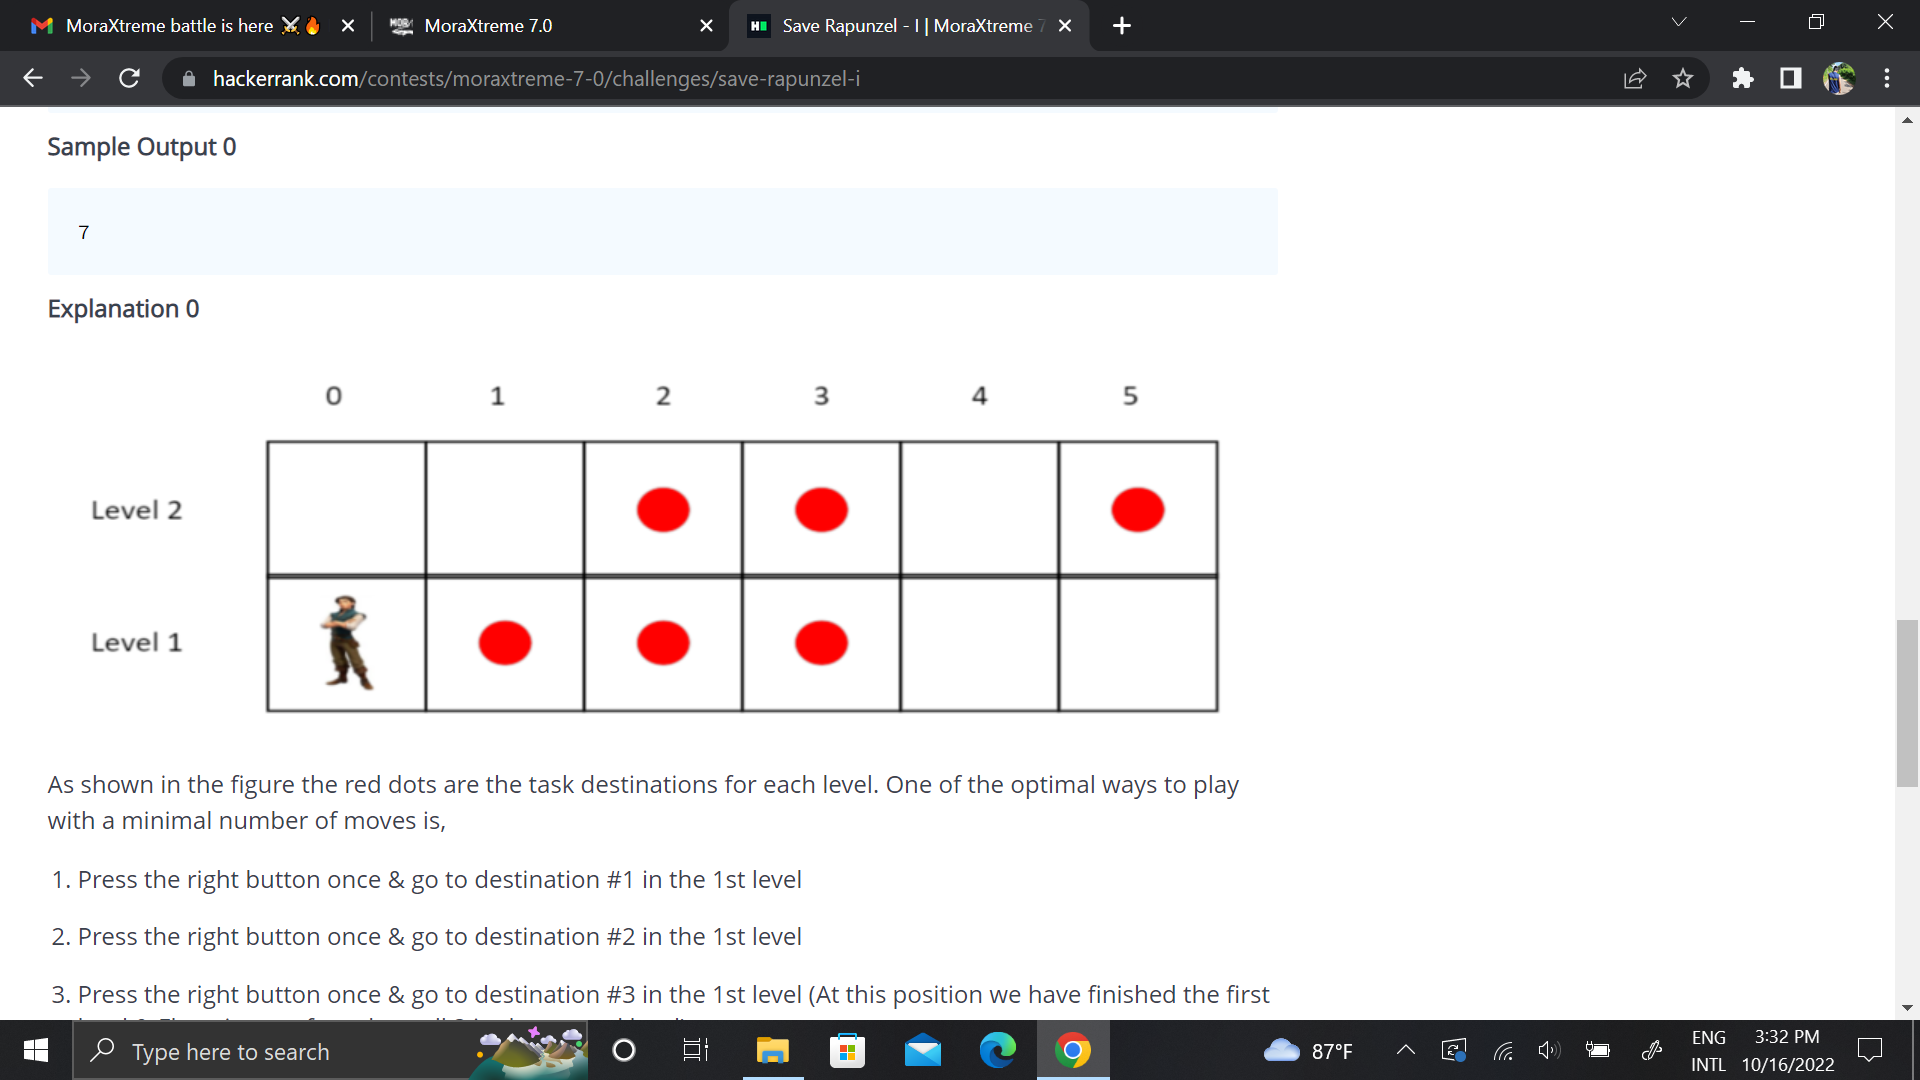 MoraXtreme battle is here ⚔🔥
MoraXtreme 7.0
Save Rapunzel - I | MoraXtreme 7
hackerrank.com/contests/moraxtreme-7-0/challenges/save-rapunzel-i
Sample Output 0
7
Explanation 0
0 1 2 3 4 5
Level 2
Level 1
As shown in the figure the red dots are the task destinations for each level. One of the optimal ways to play
with a minimal number of moves is,
1. Press the right button once & go to destination #1 in the 1st level
2. Press the right button once & go to destination #2 in the 1st level
3. Press the right button once & go to destination #3 in the 1st level (At this position we have finished the first
Type here to search
87°F
ENG
INTL
3:32 PM
10/16/2022